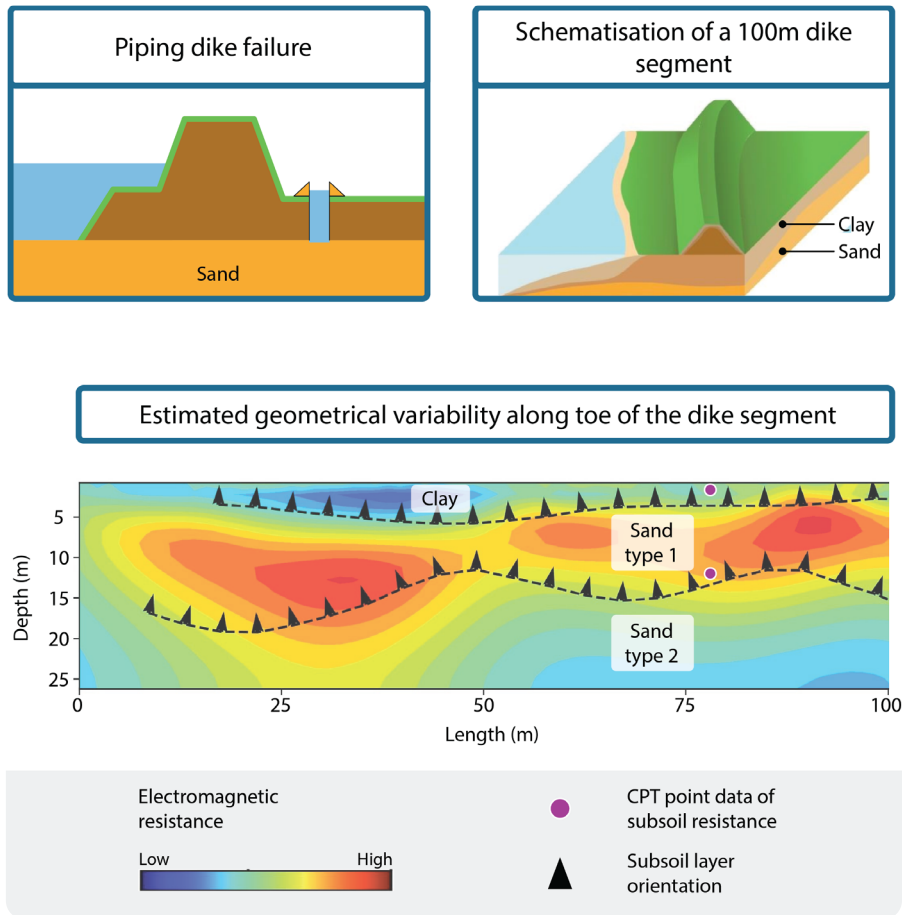 Piping dike failure
Sand
Schematisation of a 100m dike
segment
Clay
Sand
Estimated geometrical variability along toe of the dike segment
Depth (m)
5
10
15
20
25
Clay
Sand
type 1
Sand
type 2
0
25
50
75
100
Length (m)
Electromagnetic
resistance
Low
High
CPT point data of
subsoil resistance
Subsoil layer
orientation